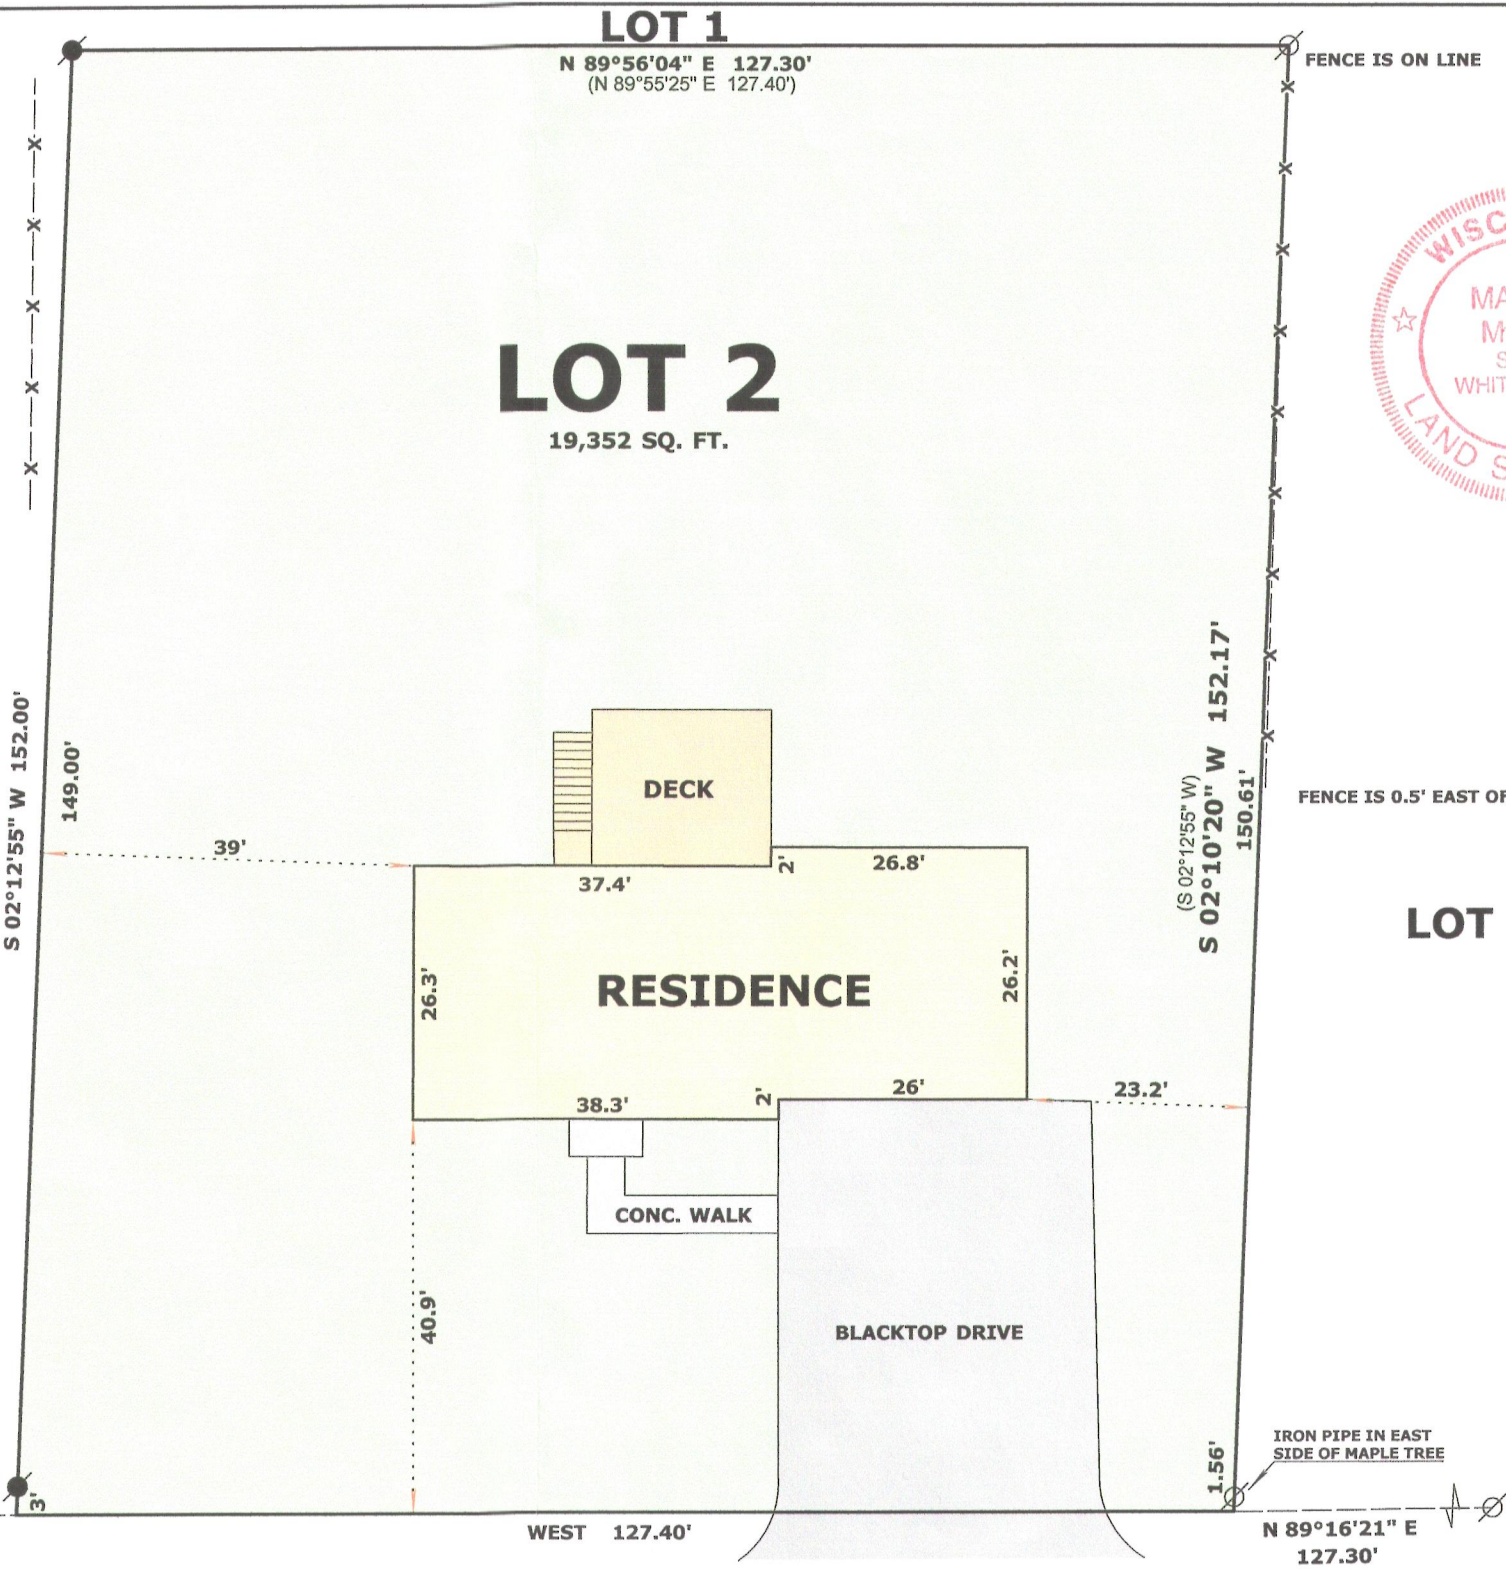 LOT 1
N 89°56'04" E 127.30'
(N 89°55'25" E 127.40')
FENCE IS ON LINE
WISC
MA
M
S
WHIT
LAND S
LOT 2
19,352 SQ. FT.
S 02°12'55" W 152.00'
149.00'
39'
DECK
37.4'
2'
26.8'
(S 02°12'55" W)
S 02°10'20" W 152.17'
150.61'
FENCE IS 0.5' EAST OF
LOT
26.3'
RESIDENCE
26.2'
38.3'
2'
26'
23.2'
CONC. WALK
40.9'
BLACKTOP DRIVE
IRON PIPE IN EAST
SIDE OF MAPLE TREE
1.56'
3'
WEST 127.40'
N 89°16'21" E
127.30'